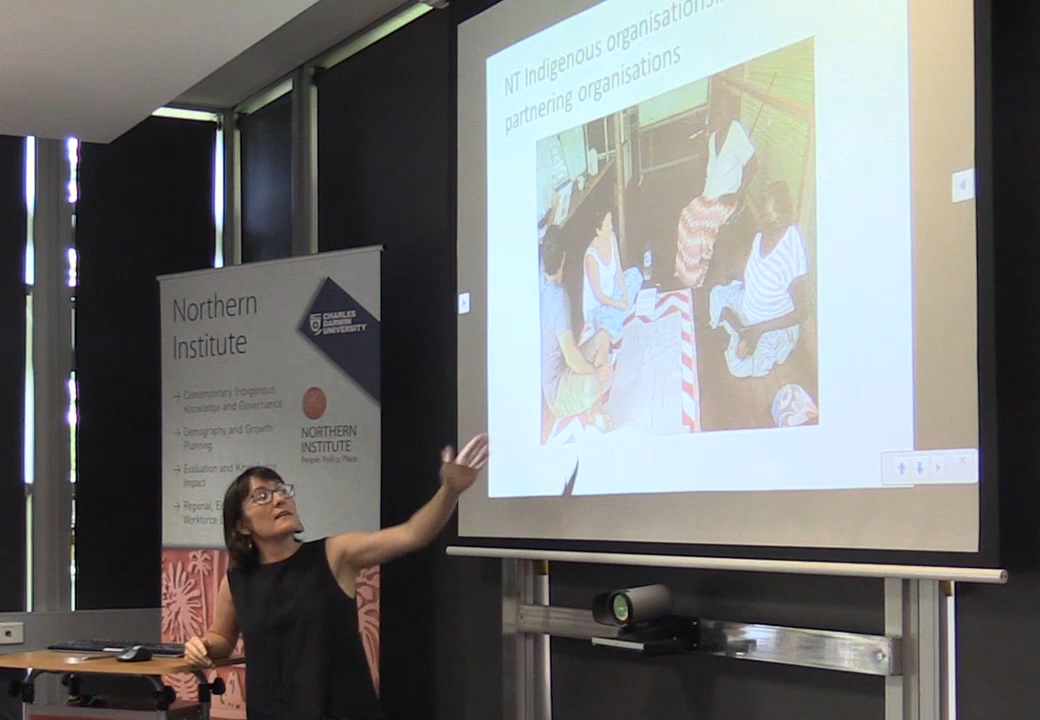 NT Indigenous organisations..
partnering organisations
Northern
Institute
CHARLES
DARWIN
UNIVERSITY
→ Contemporary Indigenous
Knowledge and Governance
→ Demography and Growth
Planning
→ Evaluation and
Impact
→ Regional,
Workforce
NORTHERN
INSTITUTE
People. Policy. Place.